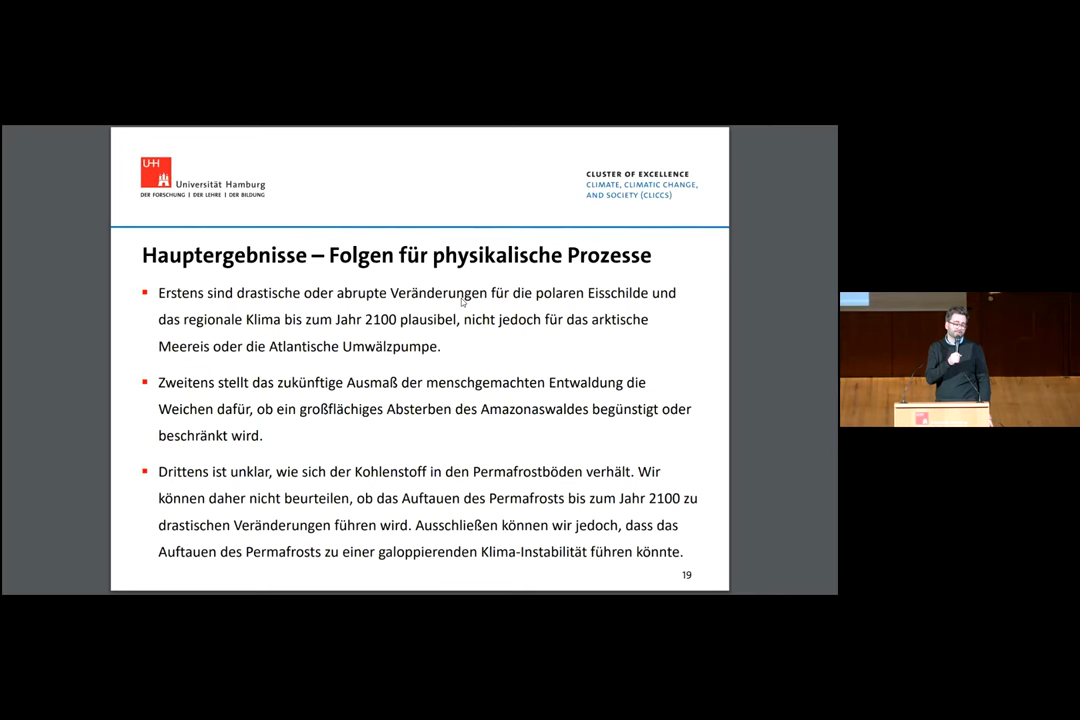 UHH
Universität Hamburg
DER FORSCHUNG | DER LEHRE | DER BILDUNG
CLUSTER OF EXCELLENCE
CLIMATE, CLIMATIC CHANGE,
AND SOCIETY (CLICCS)
Hauptergebnisse – Folgen für physikalische Prozesse
Erstens sind drastische oder abrupte Veränderungen für die polaren Eisschilde und
das regionale Klima bis zum Jahr 2100 plausibel, nicht jedoch für das arktische
Meereis oder die Atlantische Umwälzpumpe.
Zweitens stellt das zukünftige Ausmaß der menschgemachten Entwaldung die
Weichen dafür, ob ein großflächiges Absterben des Amazonaswaldes begünstigt oder
beschränkt wird.
Drittens ist unklar, wie sich der Kohlenstoff in den Permafrostböden verhält. Wir
können daher nicht beurteilen, ob das Auftauen des Permafrosts bis zum Jahr 2100 zu
drastischen Veränderungen führen wird. Ausschließen können wir jedoch, dass das
Auftauen des Permafrosts zu einer galoppierenden Klima-Instabilität führen könnte.
19